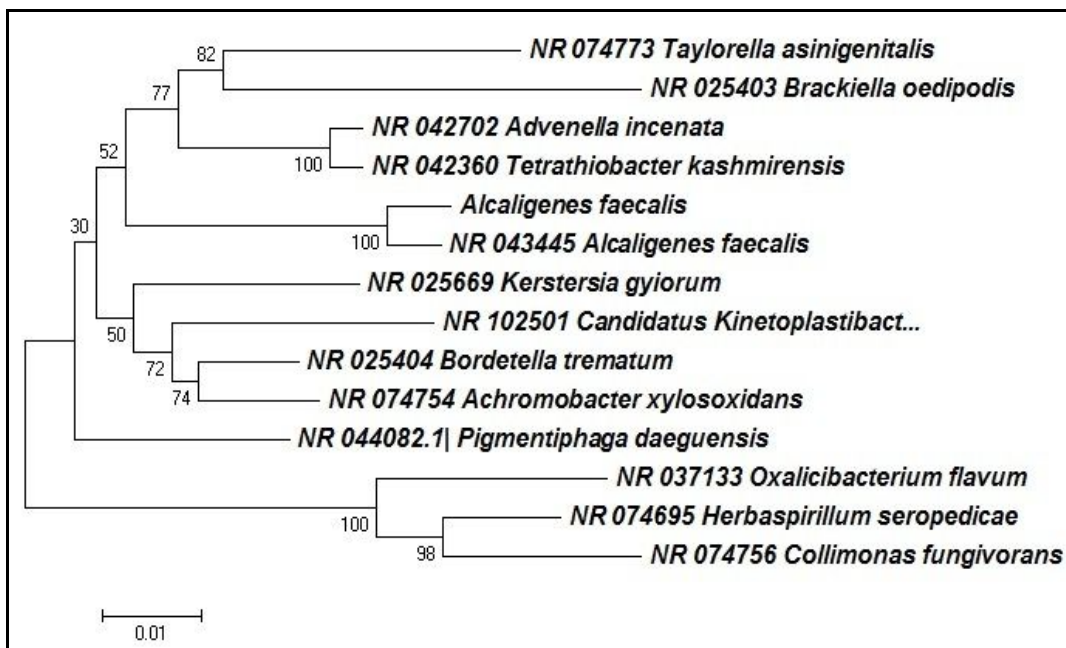 82
NR 074773 Taylorella asinigenitalis
NR 025403 Brackiella oedipodis
77
NR 042702 Advenella incenata
100
NR 042360 Tetrathiobacter kashmirensis
52
Alcaligenes faecalis
100
NR 043445 Alcaligenes faecalis
30
NR 025669 Kerstersia gyiorum
50
NR 102501 Candidatus Kinetoplastibact...
72
NR 025404 Bordetella trematum
74
NR 074754 Achromobacter xylosoxidans
NR 044082.1| Pigmentiphaga daeguensis
NR 037133 Oxalicibacterium flavum
100
NR 074695 Herbaspirillum seropedicae
98
NR 074756 Collimonas fungivorans
0.01